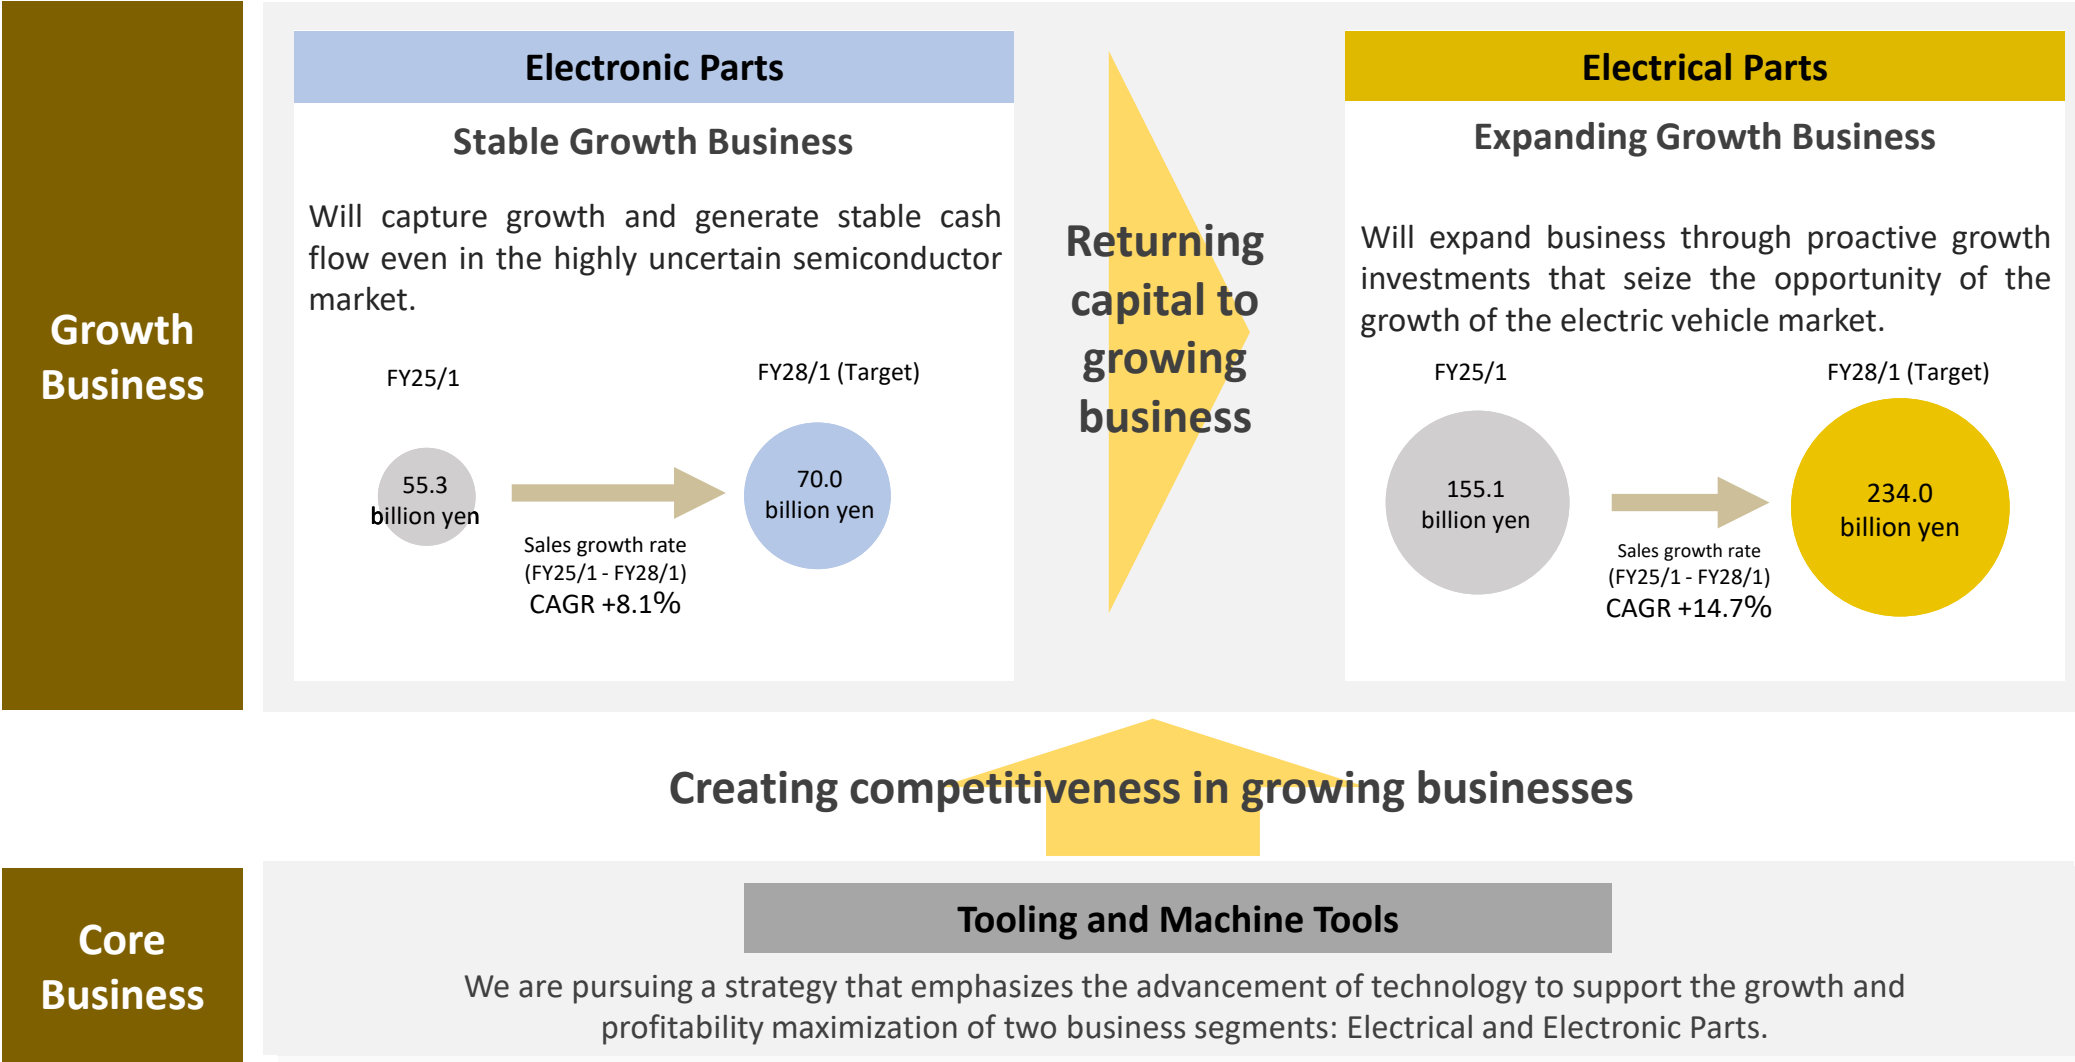 Growth
Business
Electronic Parts
Stable Growth Business
Will capture growth and generate stable cash
flow even in the highly uncertain semiconductor
market.
FY25/1
FY28/1 (Target)
55.3
billion yen
70.0
billion yen
Sales growth rate
(FY25/1 - FY28/1)
CAGR +8.1%
Returning
capital to
growing
business
Electrical Parts
Expanding Growth Business
Will expand business through proactive growth
investments that seize the opportunity of the
growth of the electric vehicle market.
FY25/1
FY28/1 (Target)
155.1
billion yen
234.0
billion yen
Sales growth rate
(FY25/1 - FY28/1)
CAGR +14.7%
Creating competitiveness in growing businesses
Core
Business
Tooling and Machine Tools
We are pursuing a strategy that emphasizes the advancement of technology to support the growth and
profitability maximization of two business segments: Electrical and Electronic Parts.